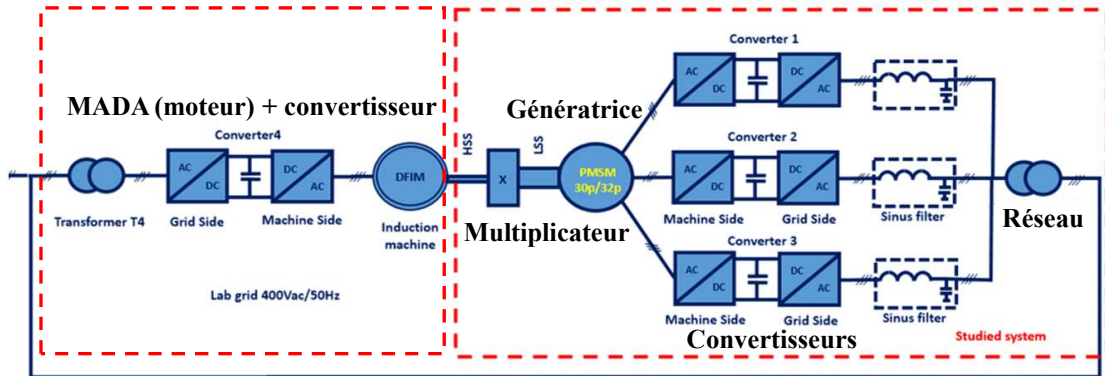 MADA (moteur) + convertisseur
Converter4
AC
DC
DC
AC
Transformer T4
Grid Side
Machine Side
DFIM
Induction
machine
Lab grid 400Vac/50Hz
HSS
X
LSS
Multiplicateur
Génératrice
PMSM
30p/32p
Converter 1
AC
DC
DC
AC
Converter 2
AC
DC
DC
AC
Machine Side
Grid Side
Sinus filter
Converter 3
AC
DC
DC
AC
Machine Side
Grid Side
Sinus filter
Convertisseurs
Réseau
Studied system